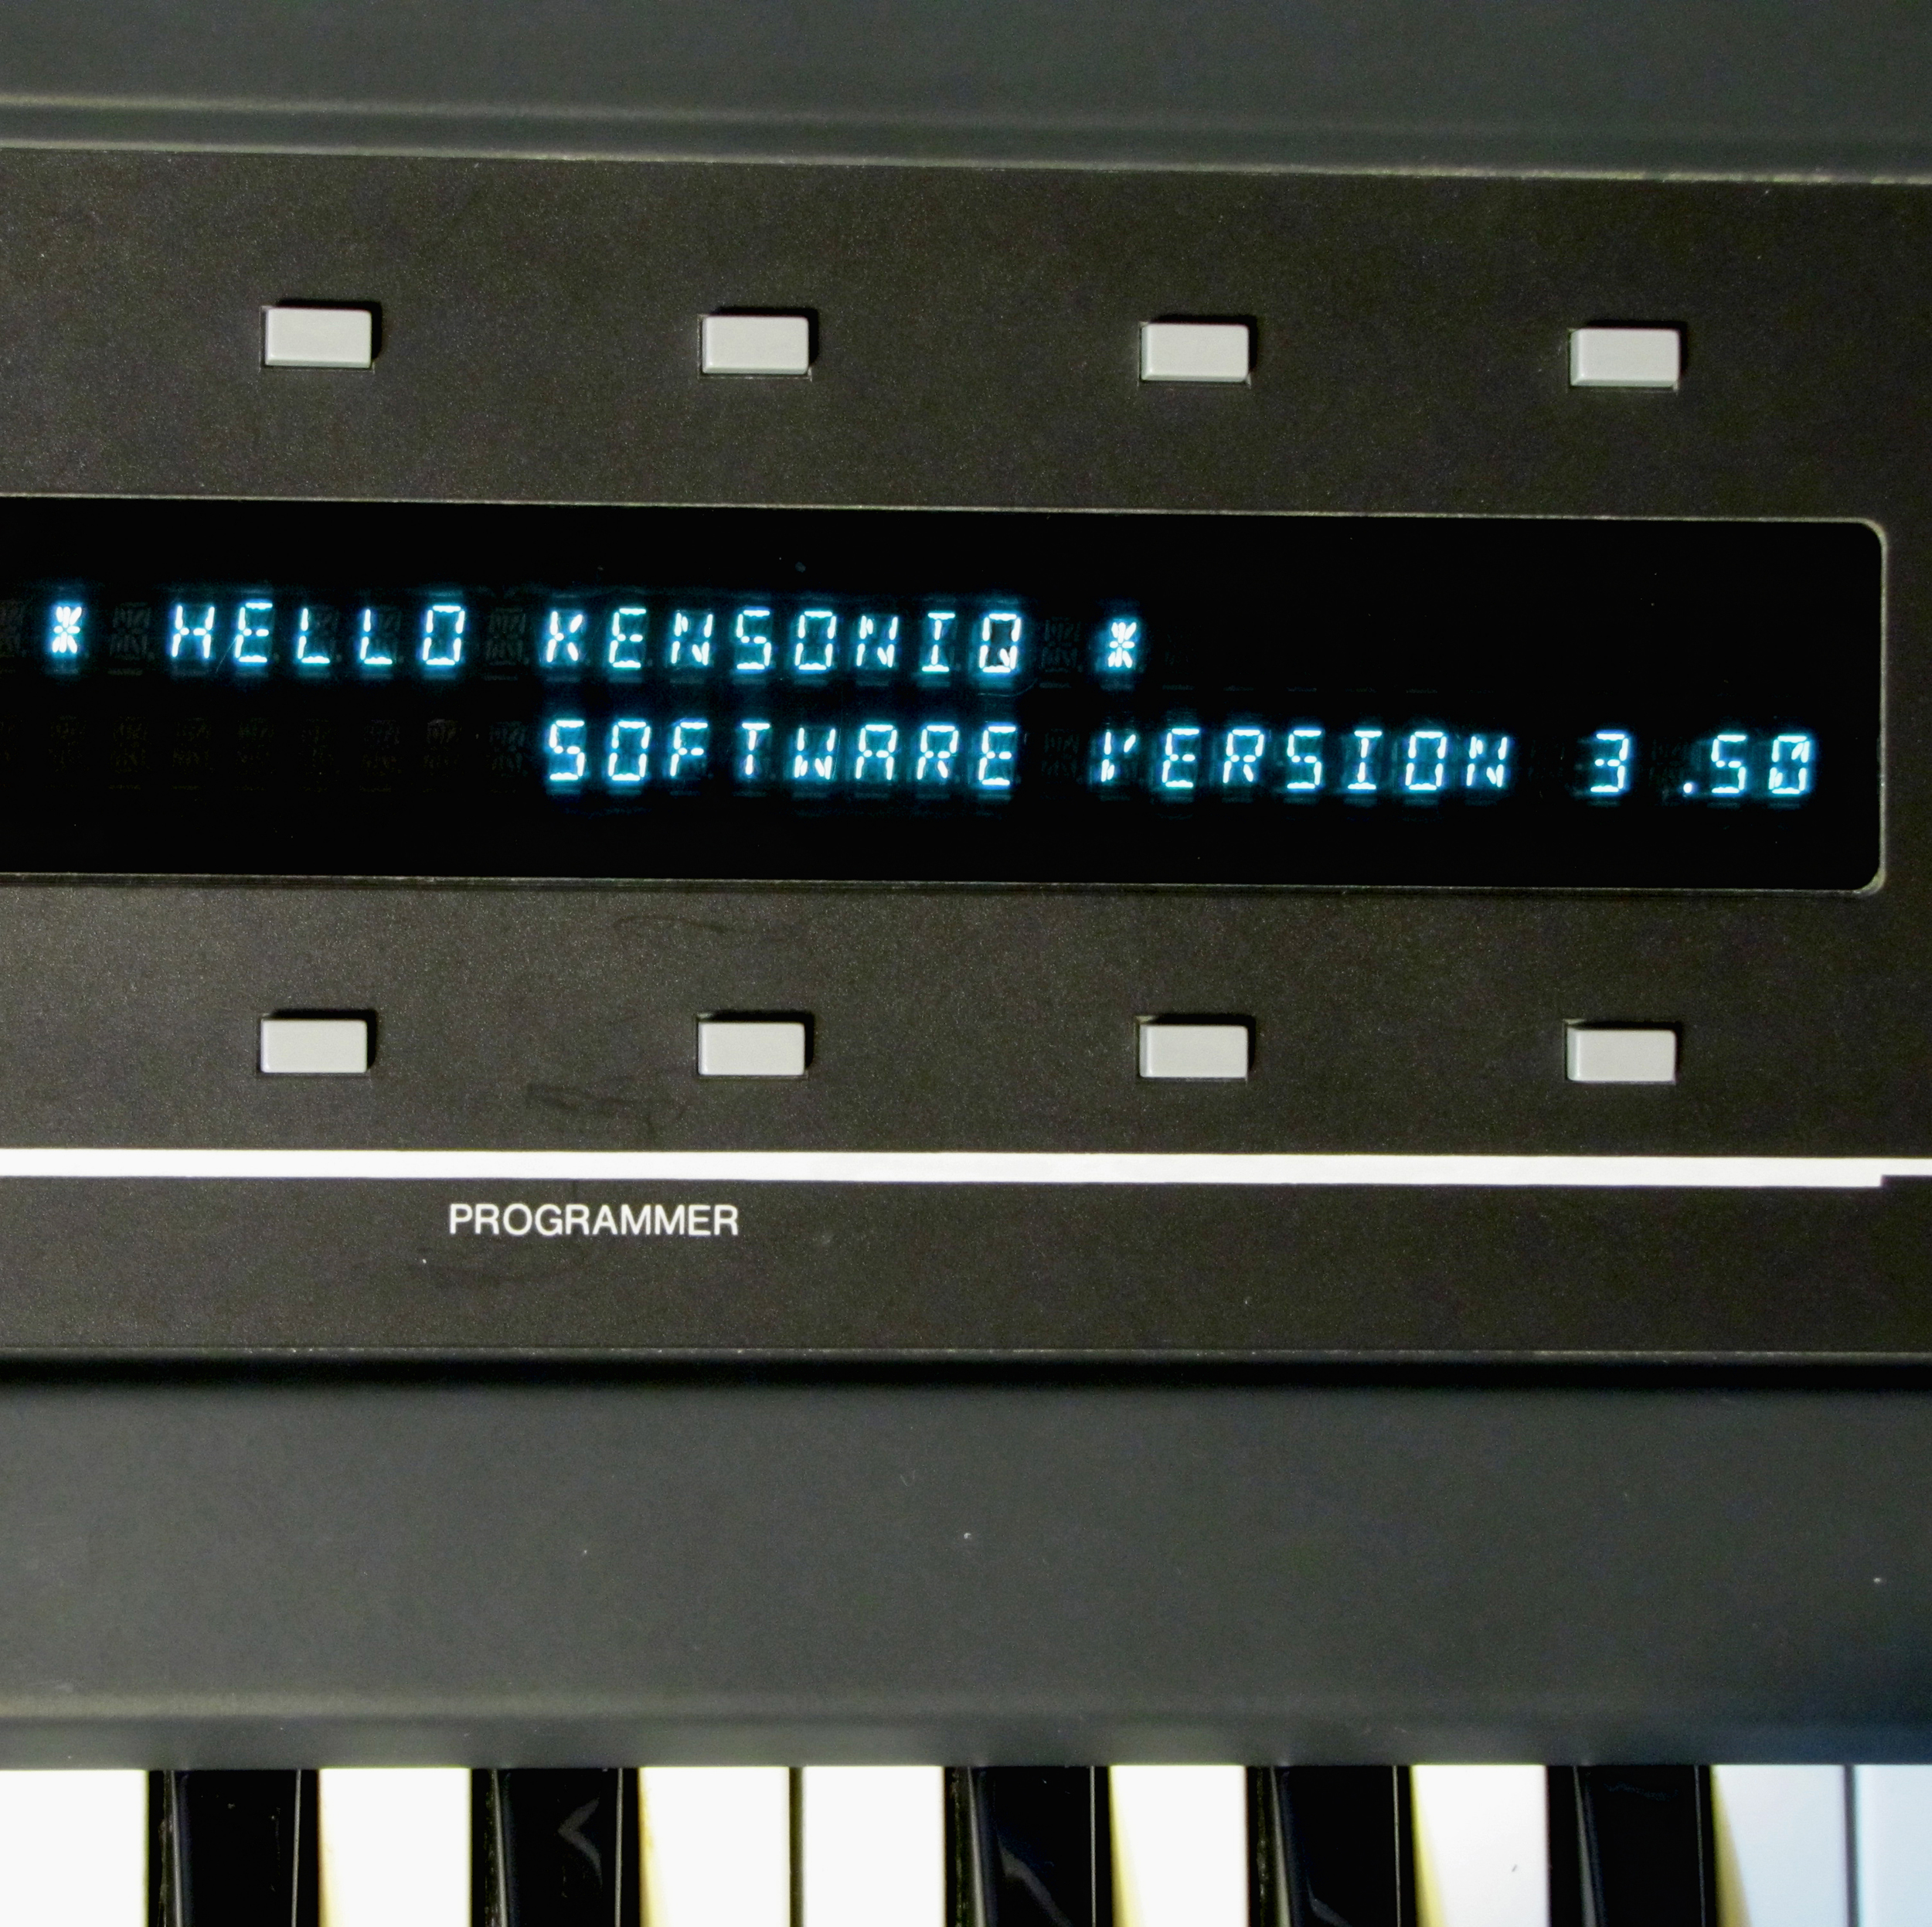 * HELLO KENSONIQ *
SOFTWARE VERSION 3.50
PROGRAMMER